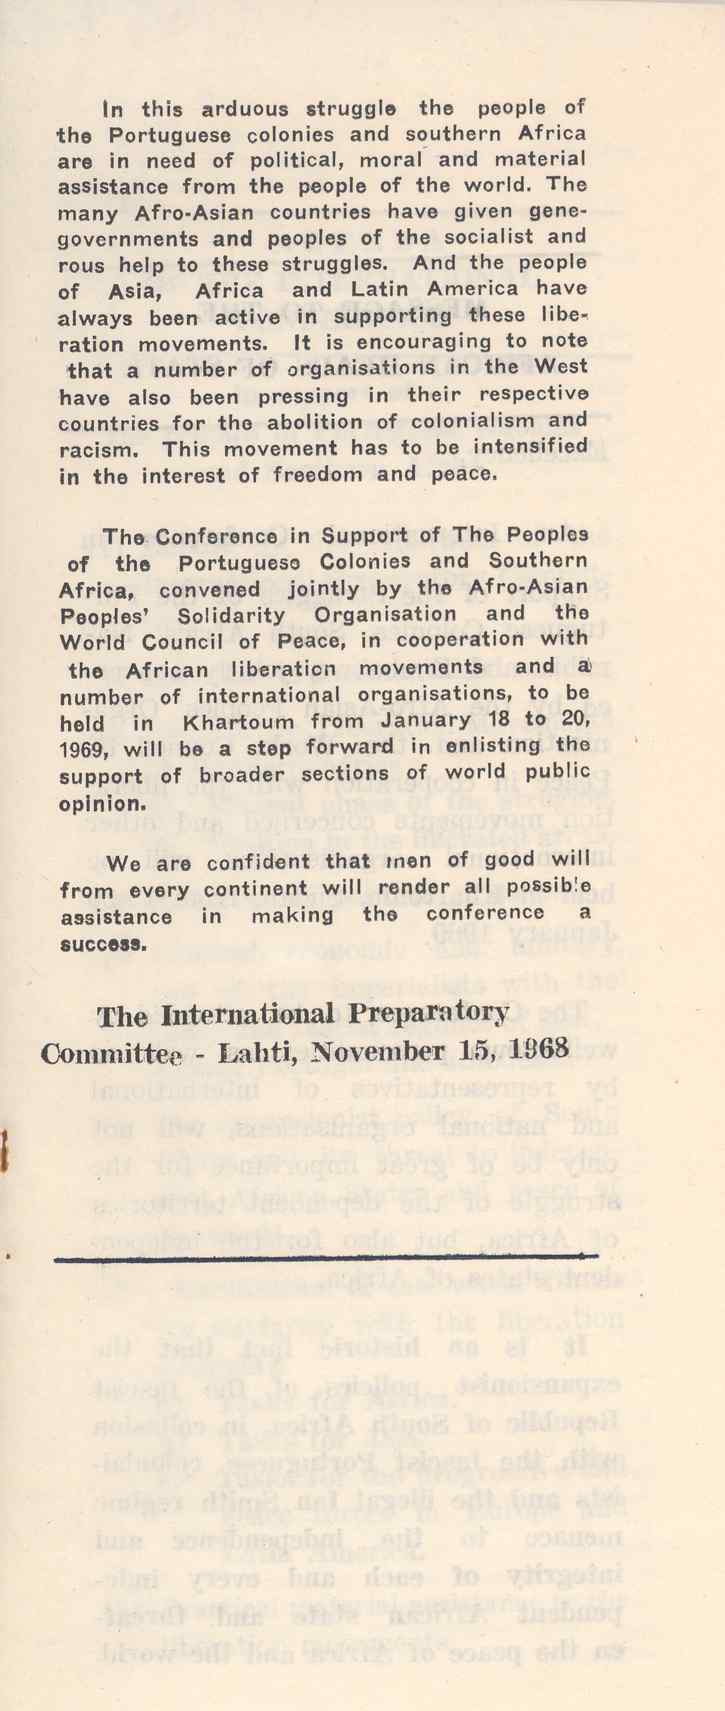 In this arduous struggle the people of
the Portuguese colonies and southern Africa
are in need of political, moral and material
assistance from the people of the world. The
many Afro-Asian countries have given gene-
governments and peoples of the socialist and
rous help to these struggles. And the people
of Asia, Africa and Latin America have
always been active in supporting these libe-
ration movements. It is encouraging to note
that a number of organisations in the West
have also been pressing in their respective
countries for the abolition of colonialism and
racism. This movement has to be intensified
in the interest of freedom and peace.
The Conference in Support of The Peoples
of the Portuguese Colonies and Southern
Africa, convened jointly by the Afro-Asian
Peoples' Solidarity Organisation and the
World Council of Peace, in cooperation with
the African liberation movements and a
number of international organisations, to be
held in Khartoum from January 18 to 20,
1969, will be a step forward in enlisting the
support of broader sections of world public
opinion.
We are confident that men of good will
from every continent will render all possible
assistance in making the conference a
success.
The International Preparatory
Committee - Lahti, November 15, 1968